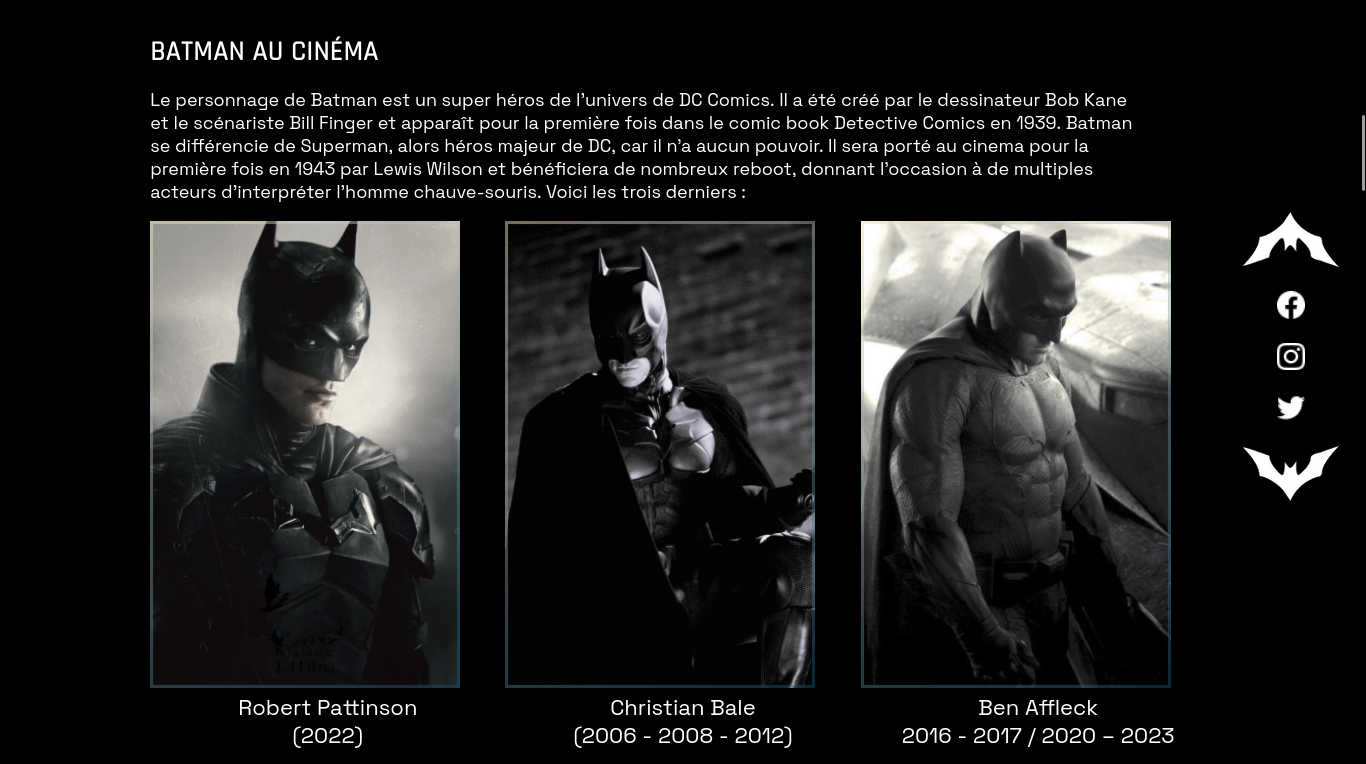 BATMAN AU CINÉMA
Le personnage de Batman est un super héros de l'univers de DC Comics. Il a été créé par le dessinateur Bob Kane
et le scénariste Bill Finger et apparaît pour la première fois dans le comic book Detective Comics en 1939. Batman
se différencie de Superman, alors héros majeur de DC, car il n'a aucun pouvoir. Il sera porté au cinema pour la
première fois en 1943 par Lewis Wilson et bénéficiera de nombreux reboot, donnant l'occasion à de multiples
acteurs d'interpréter l'homme chauve-souris. Voici les trois derniers :
Robert Pattinson
(2022)
Christian Bale
(2006 - 2008 - 2012)
Ben Affleck
2016 - 2017 / 2020 – 2023